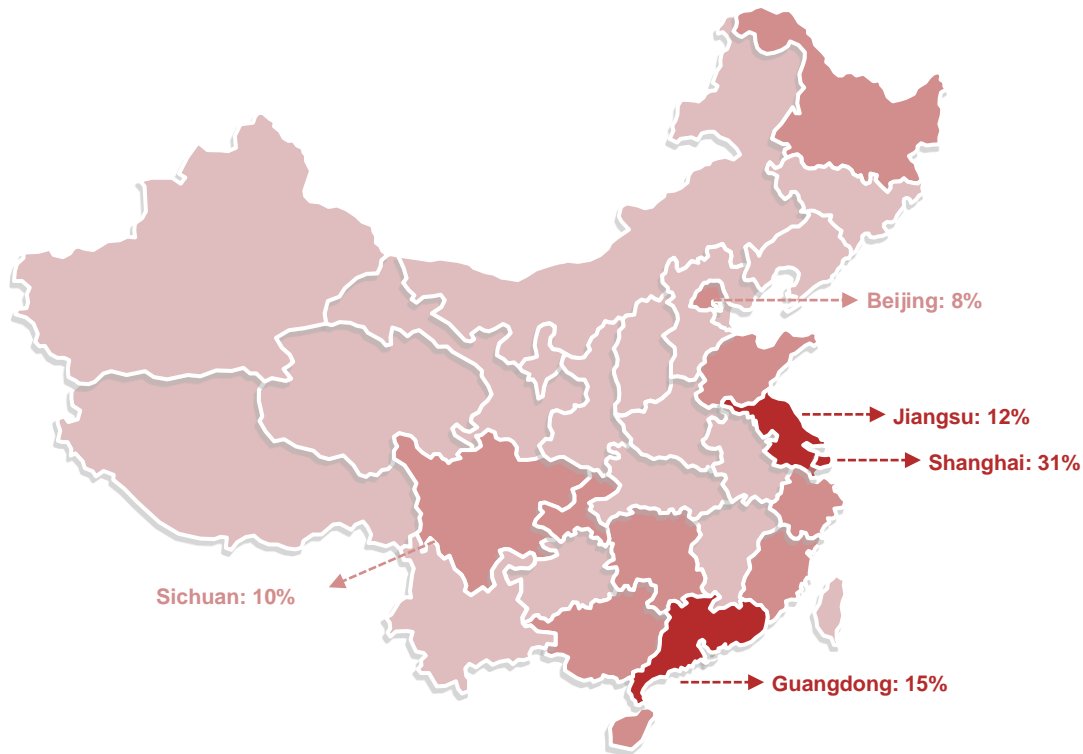 Beijing: 8%
Jiangsu: 12%
Shanghai: 31%
Sichuan: 10%
Guangdong: 15%